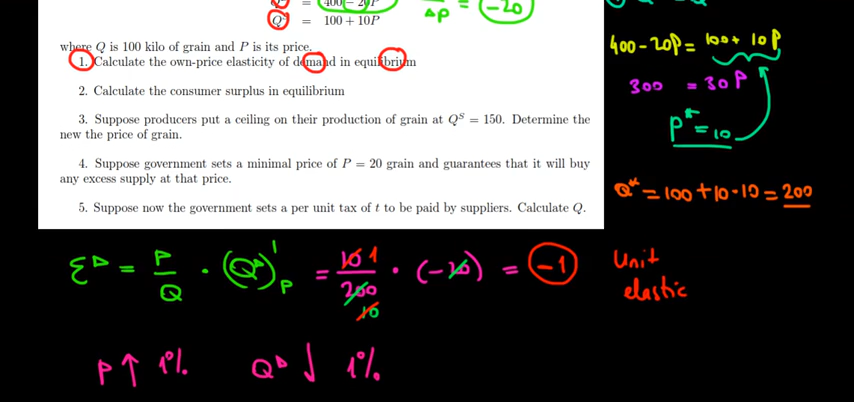 Q = 400 − 20P
Q = 100 + 10P
ΔP = -20
where Q is 100 kilo of grain and P is its price.
1. Calculate the own-price elasticity of demand in equilibrium
2. Calculate the consumer surplus in equilibrium
3. Suppose producers put a ceiling on their production of grain at Q^S = 150. Determine the
new the price of grain.
4. Suppose government sets a minimal price of P = 20 grain and guarantees that it will buy
any excess supply at that price.
5. Suppose now the government sets a per unit tax of t to be paid by suppliers. Calculate Q.
400-20P = 100+10P
300 = 30P
P* = 10
Q* = 100+10·10 = 200
ε^D = P/Q · (Q^D)'_P = 10 1/200 10 · (-20) = -1
Unit
elastic
P↑ 1% Q^D ↓ 1%